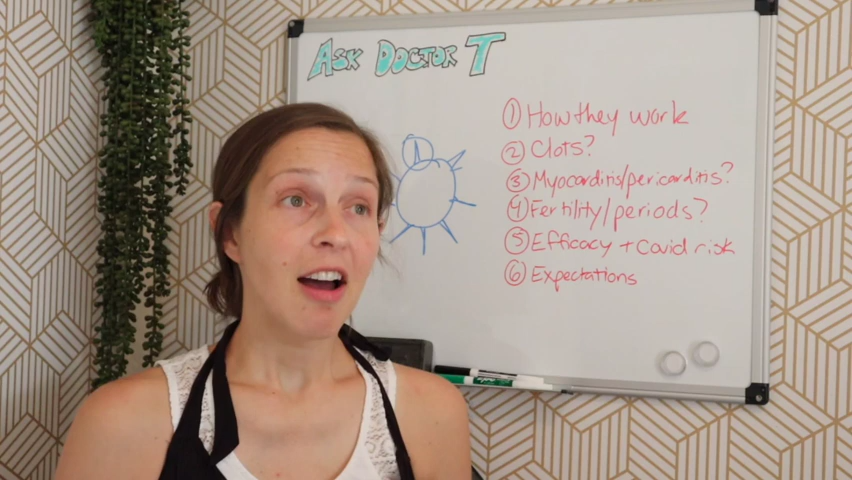 ASK DOCTOR T
① How they work
② Clots?
③ Myocarditis/pericarditis?
④ Fertility/periods?
⑤ Efficacy + Covid risk
⑥ Expectations